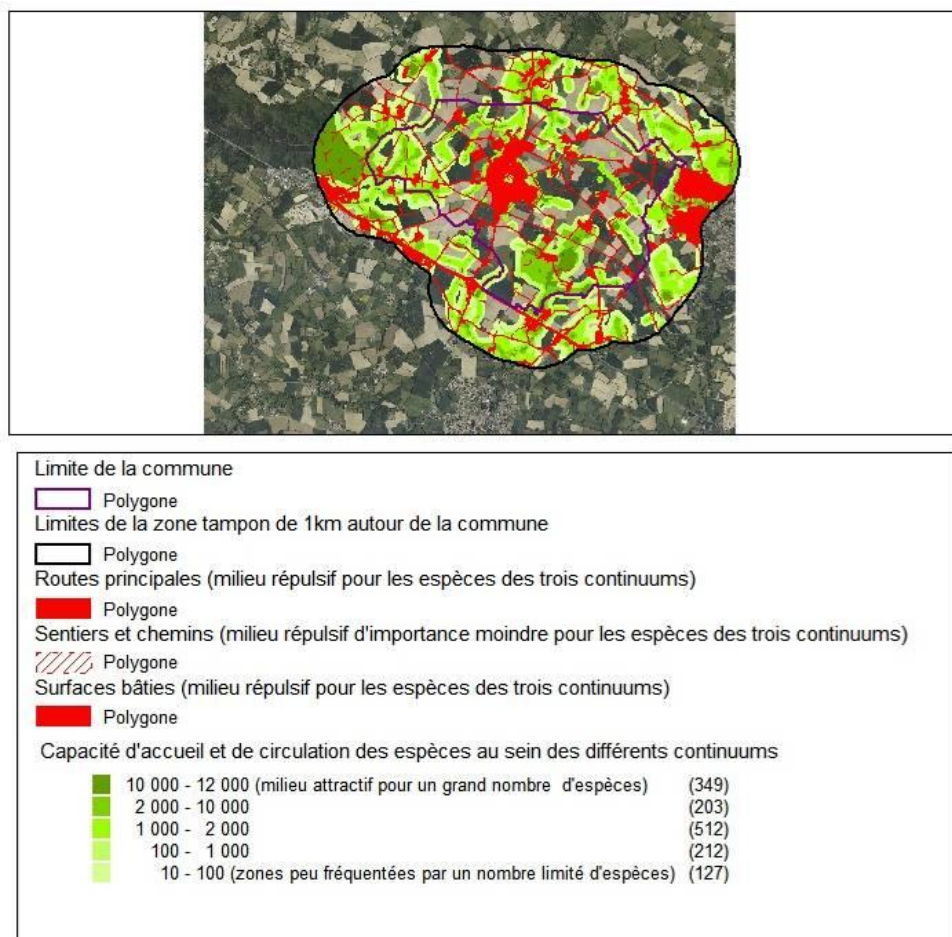 Limite de la commune
Polygone
Limites de la zone tampon de 1km autour de la commune
Polygone
Routes principales (milieu répulsif pour les espèces des trois continuums)
Polygone
Sentiers et chemins (milieu répulsif d'importance moindre pour les espèces des trois continuums)
Polygone
Surfaces bâties (milieu répulsif pour les espèces des trois continuums)
Polygone
Capacité d'accueil et de circulation des espèces au sein des différents continuums
10 000 - 12 000 (milieu attractif pour un grand nombre d'espèces) (349)
2 000 - 10 000 (203)
1 000 - 2 000 (512)
100 - 1 000 (212)
10 - 100 (zones peu fréquentées par un nombre limité d'espèces) (127)